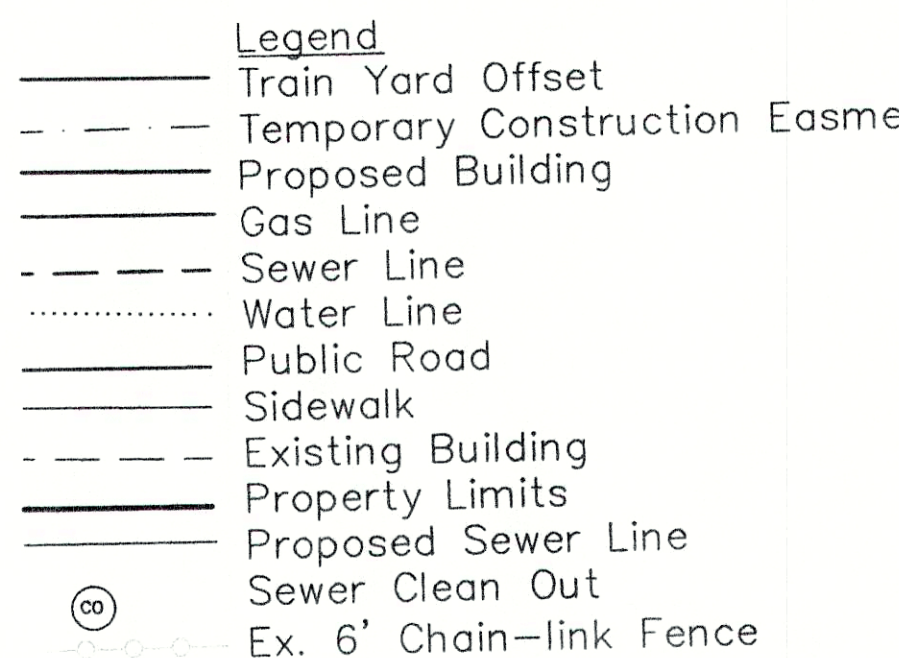 Legend
Train Yard Offset
Temporary Construction Easme
Proposed Building
Gas Line
Sewer Line
Water Line
Public Road
Sidewalk
Existing Building
Property Limits
Proposed Sewer Line
Sewer Clean Out
CO
Ex. 6' Chain-link Fence